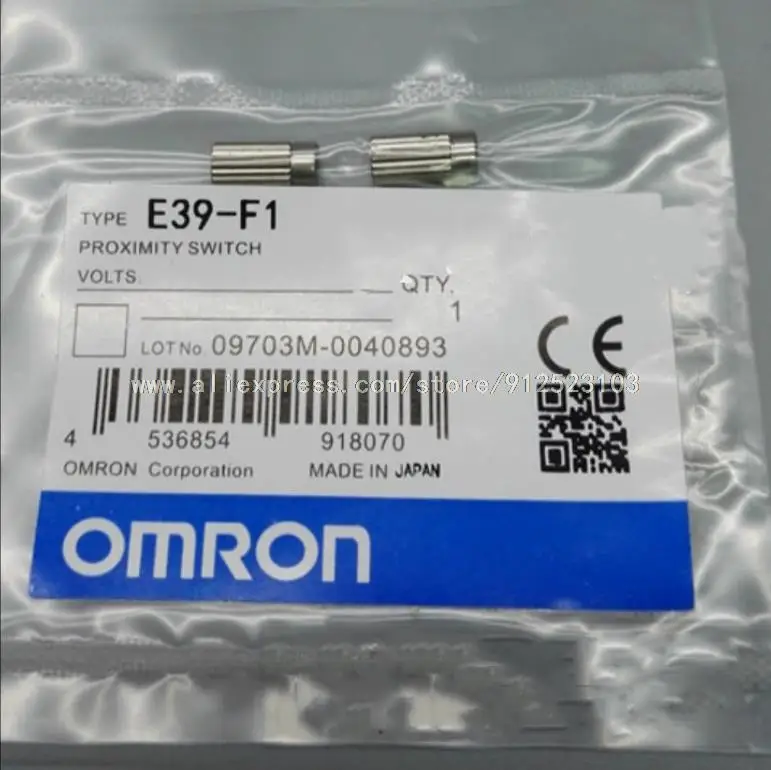 TYPE E39-F1
PROXIMITY SWITCH
VOLTS.
QTY.
1
LOT No. 09703M-0040893
www.aliexpress.com/store/912523103
4 536854 918070
OMRON Corporation MADE IN JAPAN
CE
OMRON